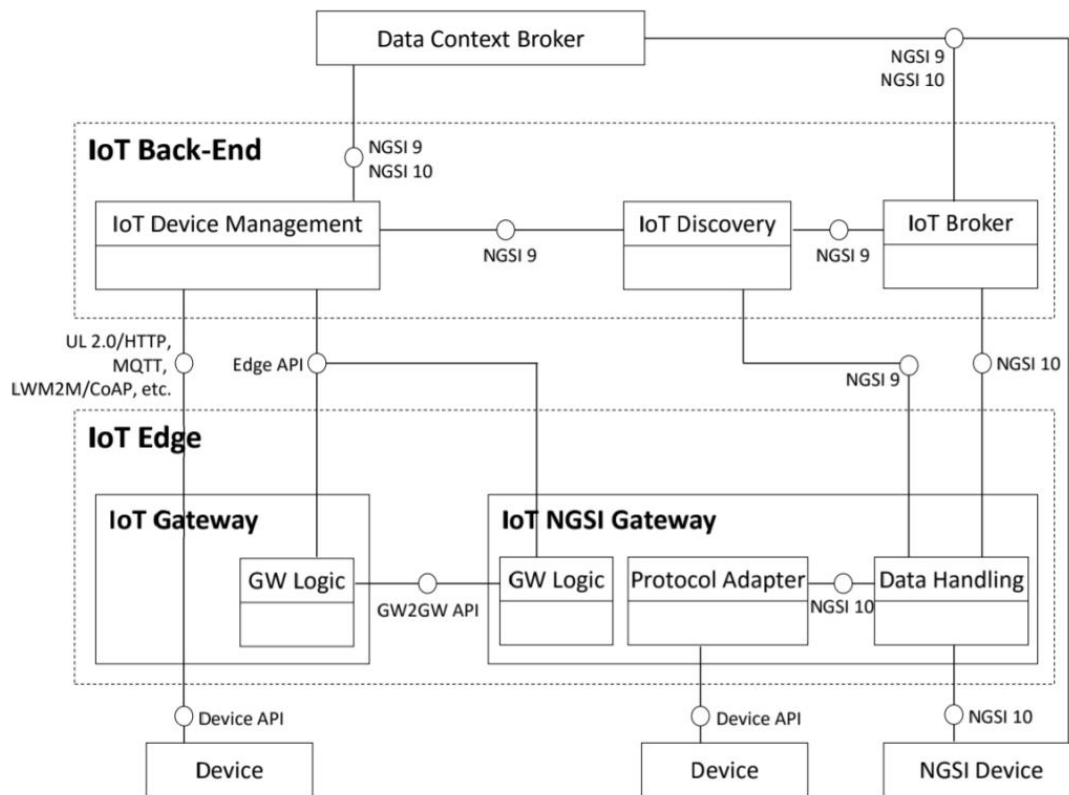 Data Context Broker
NGSI 9
NGSI 10
IoT Back-End
NGSI 9
NGSI 10
IoT Device Management
IoT Discovery
IoT Broker
NGSI 9
NGSI 9
UL 2.0/HTTP,
MQTT,
LWM2M/CoAP, etc.
Edge API
NGSI 9
NGSI 10
IoT Edge
IoT Gateway
IoT NGSI Gateway
GW Logic
GW Logic
Protocol Adapter
Data Handling
GW2GW API
NGSI 10
Device API
Device API
NGSI 10
Device
Device
NGSI Device